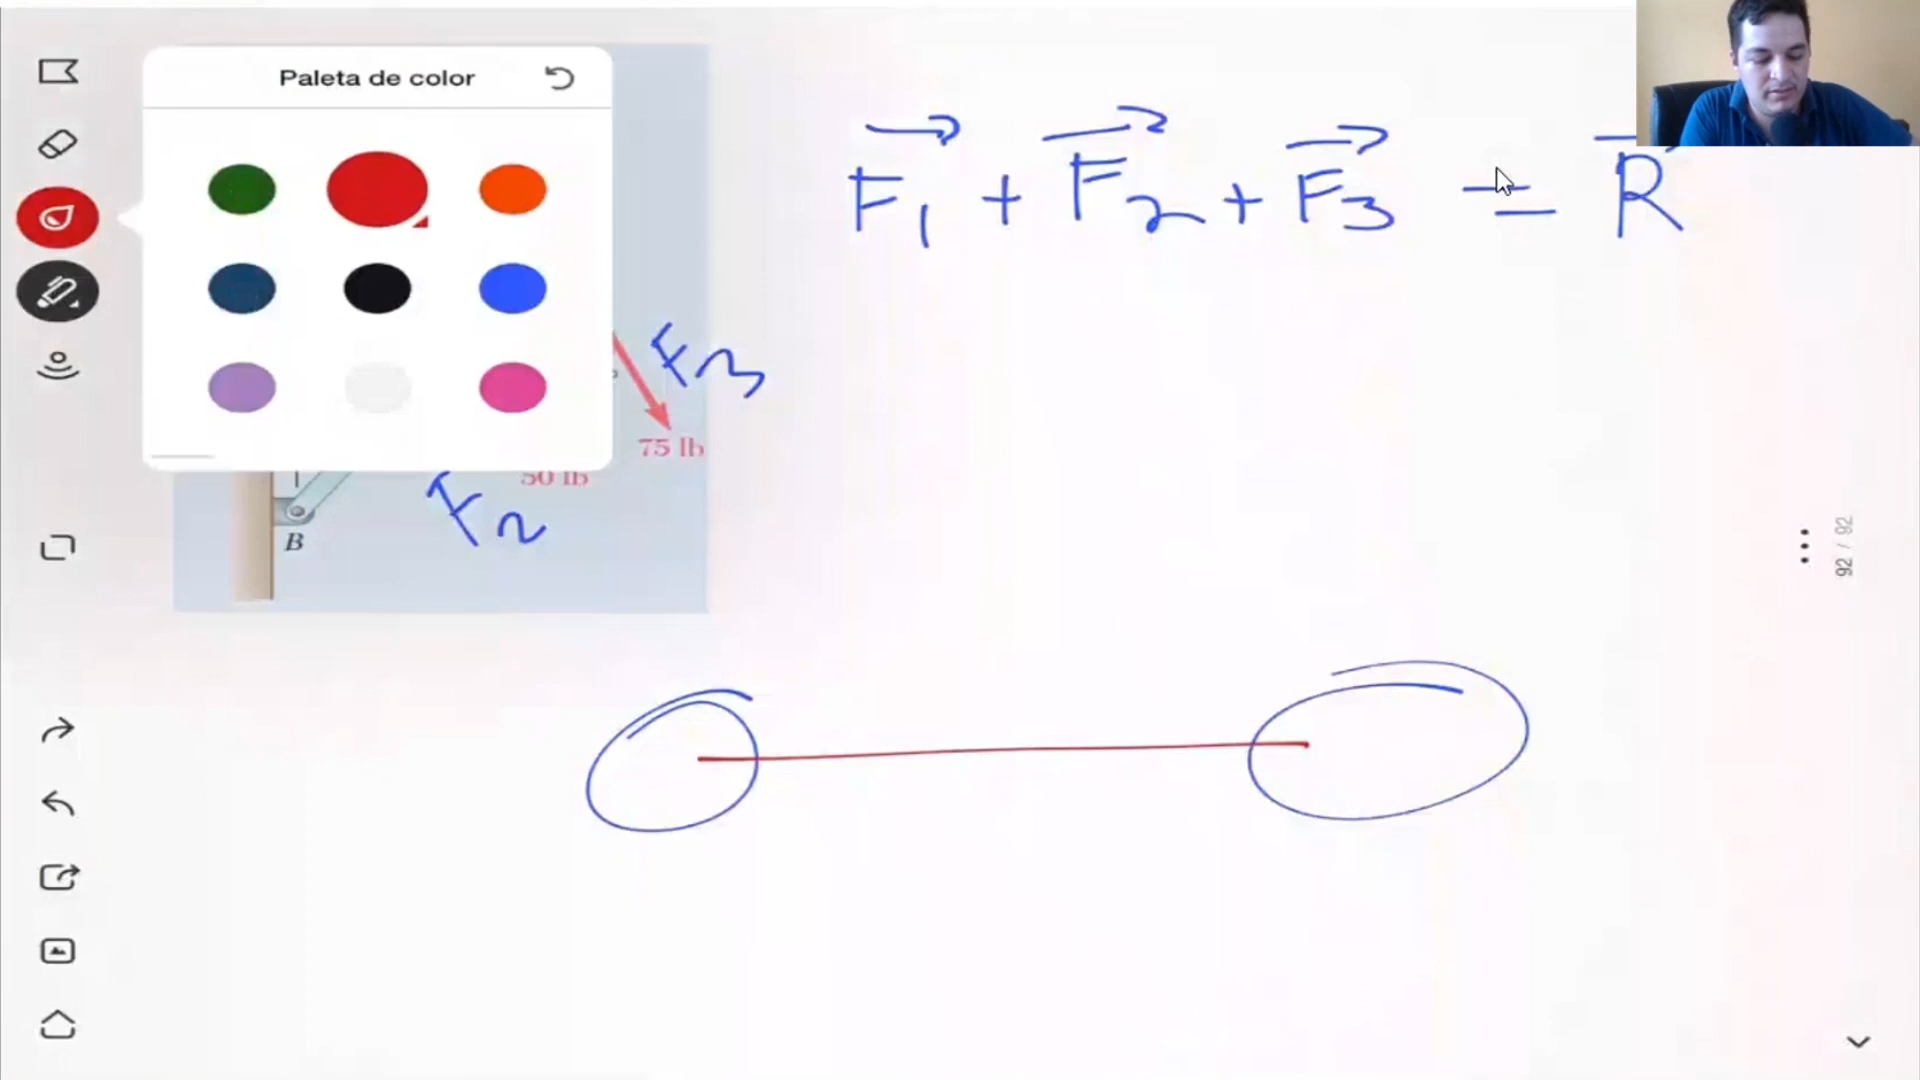 Paleta de color
F1 + F2 + F3 = R
F3
75 lb
50 lb
F2
B
92 / 92